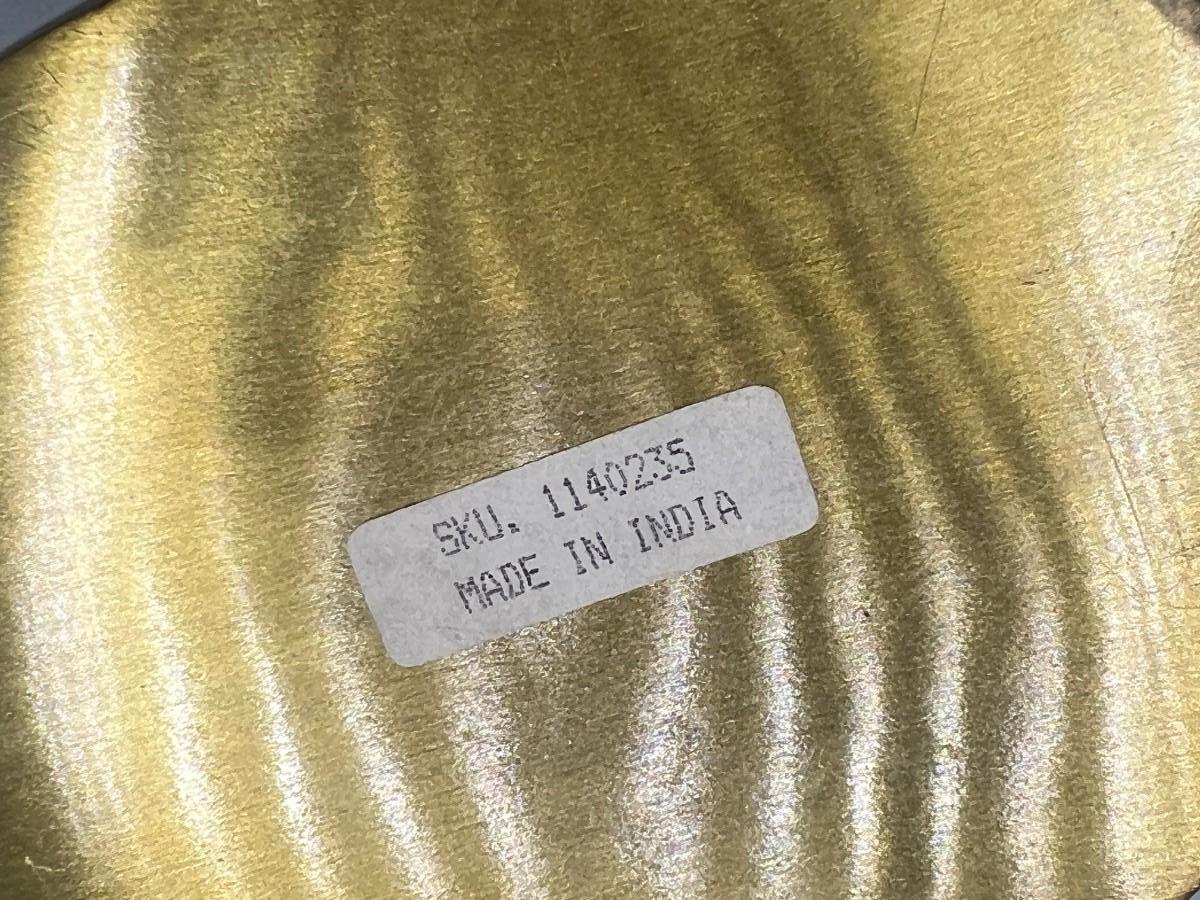 SKU. 1140235
MADE IN INDIA